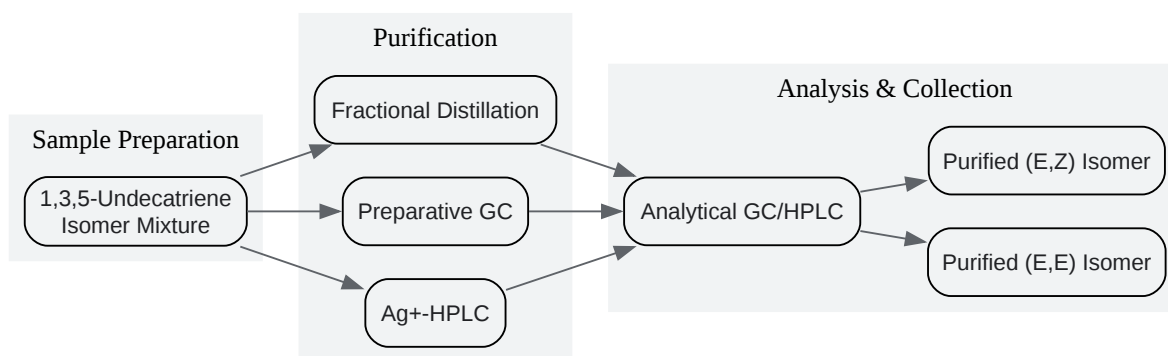 Purification
Analysis & Collection
Fractional Distillation
Sample Preparation
Purified (E,Z) Isomer
1,3,5-Undecatriene
Isomer Mixture
Preparative GC
Analytical GC/HPLC
Purified (E,E) Isomer
Ag+-HPLC